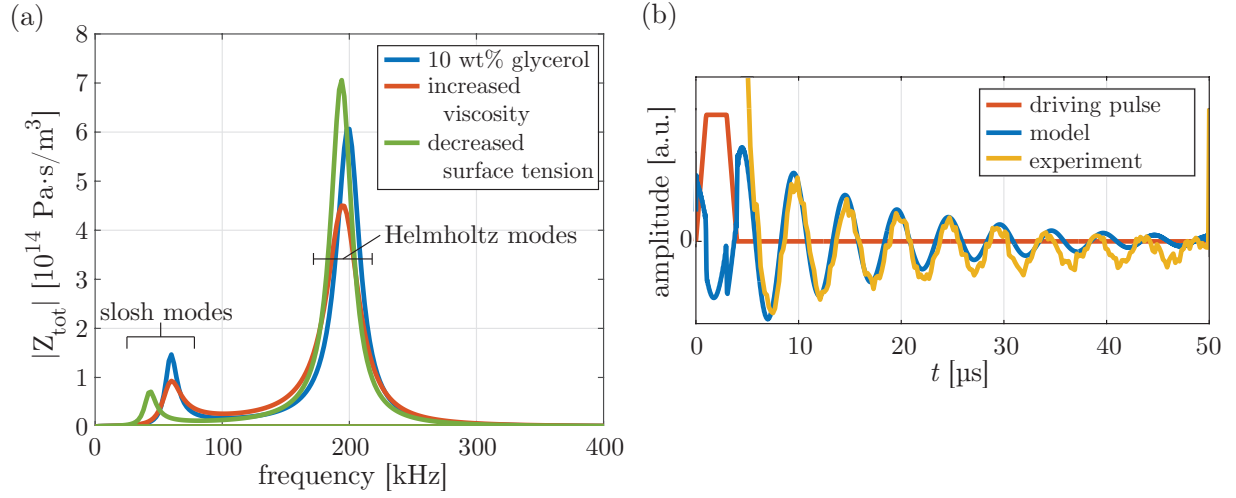 (a)
|Z_tot| [10^14 Pa·s/m^3]
8
7
6
5
4
3
2
1
0
10 wt% glycerol
increased
viscosity
decreased
surface tension
Helmholtz modes
slosh modes
0
100
200
300
400
frequency [kHz]
(b)
amplitude [a.u.]
0
driving pulse
model
experiment
0
10
20
30
40
50
t [µs]